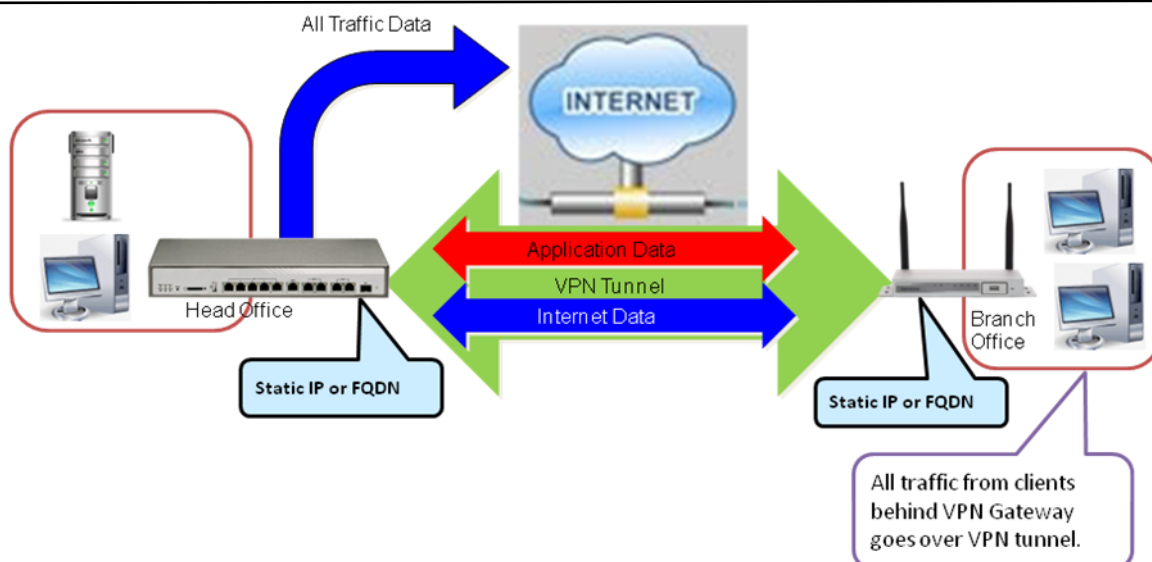 All Traffic Data
INTERNET
Application Data
VPN Tunnel
Internet Data
Head Office
Branch
Office
Static IP or FQDN
Static IP or FQDN
All traffic from clients
behind VPN Gateway
goes over VPN tunnel.